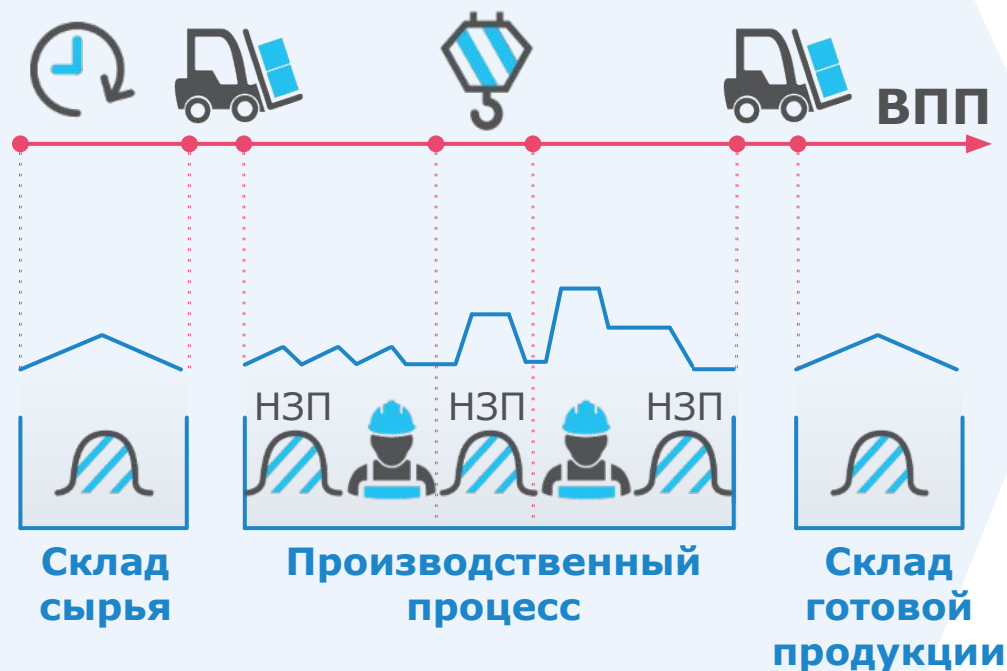 ВПП
НЗП
НЗП
НЗП
Склад
сырья
Производственный
процесс
Склад
готовой
продукции